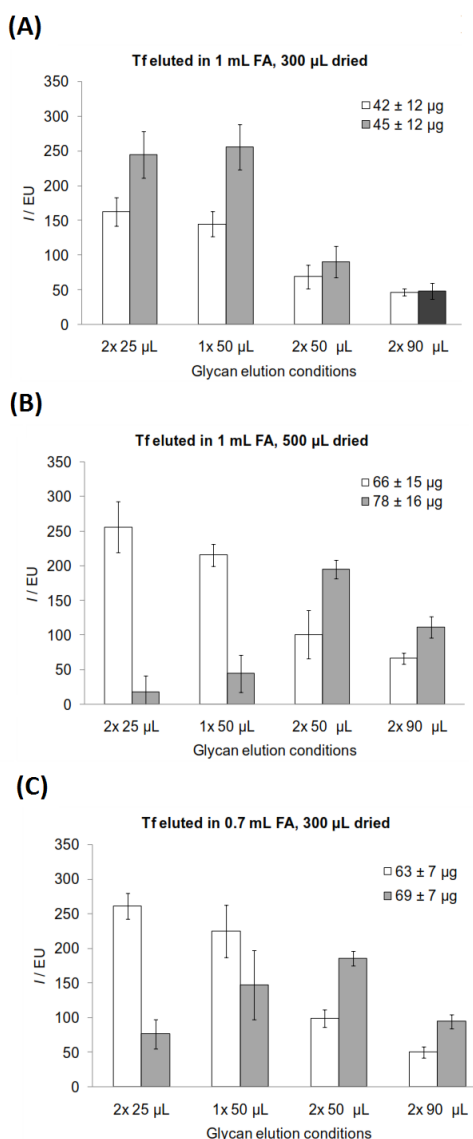 (A)
Tf eluted in 1 mL FA, 300 µL dried
350
300
250
200
150
100
50
0
I / EU
42 ± 12 µg
45 ± 12 µg
2x 25 µL 1x 50 µL 2x 50 µL 2x 90 µL
Glycan elution conditions
(B)
Tf eluted in 1 mL FA, 500 µL dried
350
300
250
200
150
100
50
0
I / EU
66 ± 15 µg
78 ± 16 µg
2x 25 µL 1x 50 µL 2x 50 µL 2x 90 µL
Glycan elution conditions
(C)
Tf eluted in 0.7 mL FA, 300 µL dried
350
300
250
200
150
100
50
0
I / EU
63 ± 7 µg
69 ± 7 µg
2x 25 µL 1x 50 µL 2x 50 µL 2x 90 µL
Glycan elution conditions